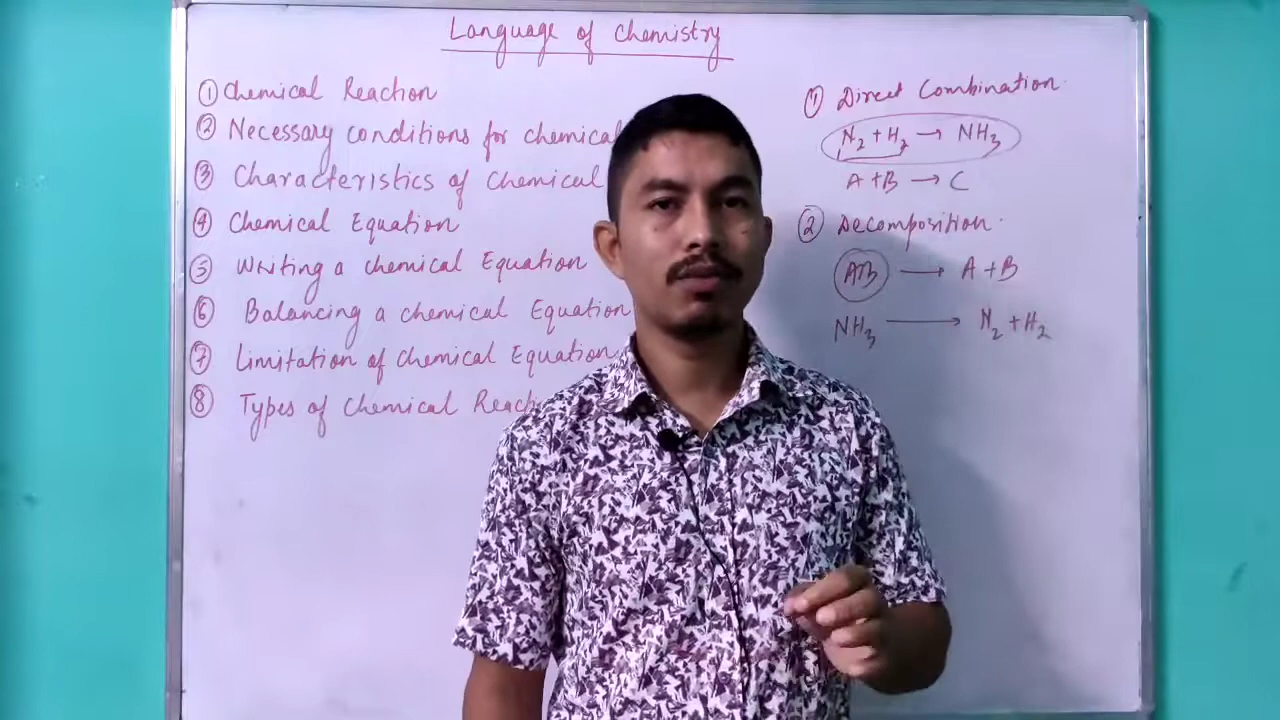 Language of Chemistry
① Chemical Reaction
② Necessary conditions for chemical
③ Characteristics of Chemical
④ Chemical Equation
⑤ Writing a chemical Equation
⑥ Balancing a chemical Equation
⑦ Limitation of chemical Equation
⑧ Types of Chemical
① Direct Combination.
N₂ + H₂ → NH₃
A + B → C
② Decomposition.
AB → A + B
NH₃ → N₂ + H₂